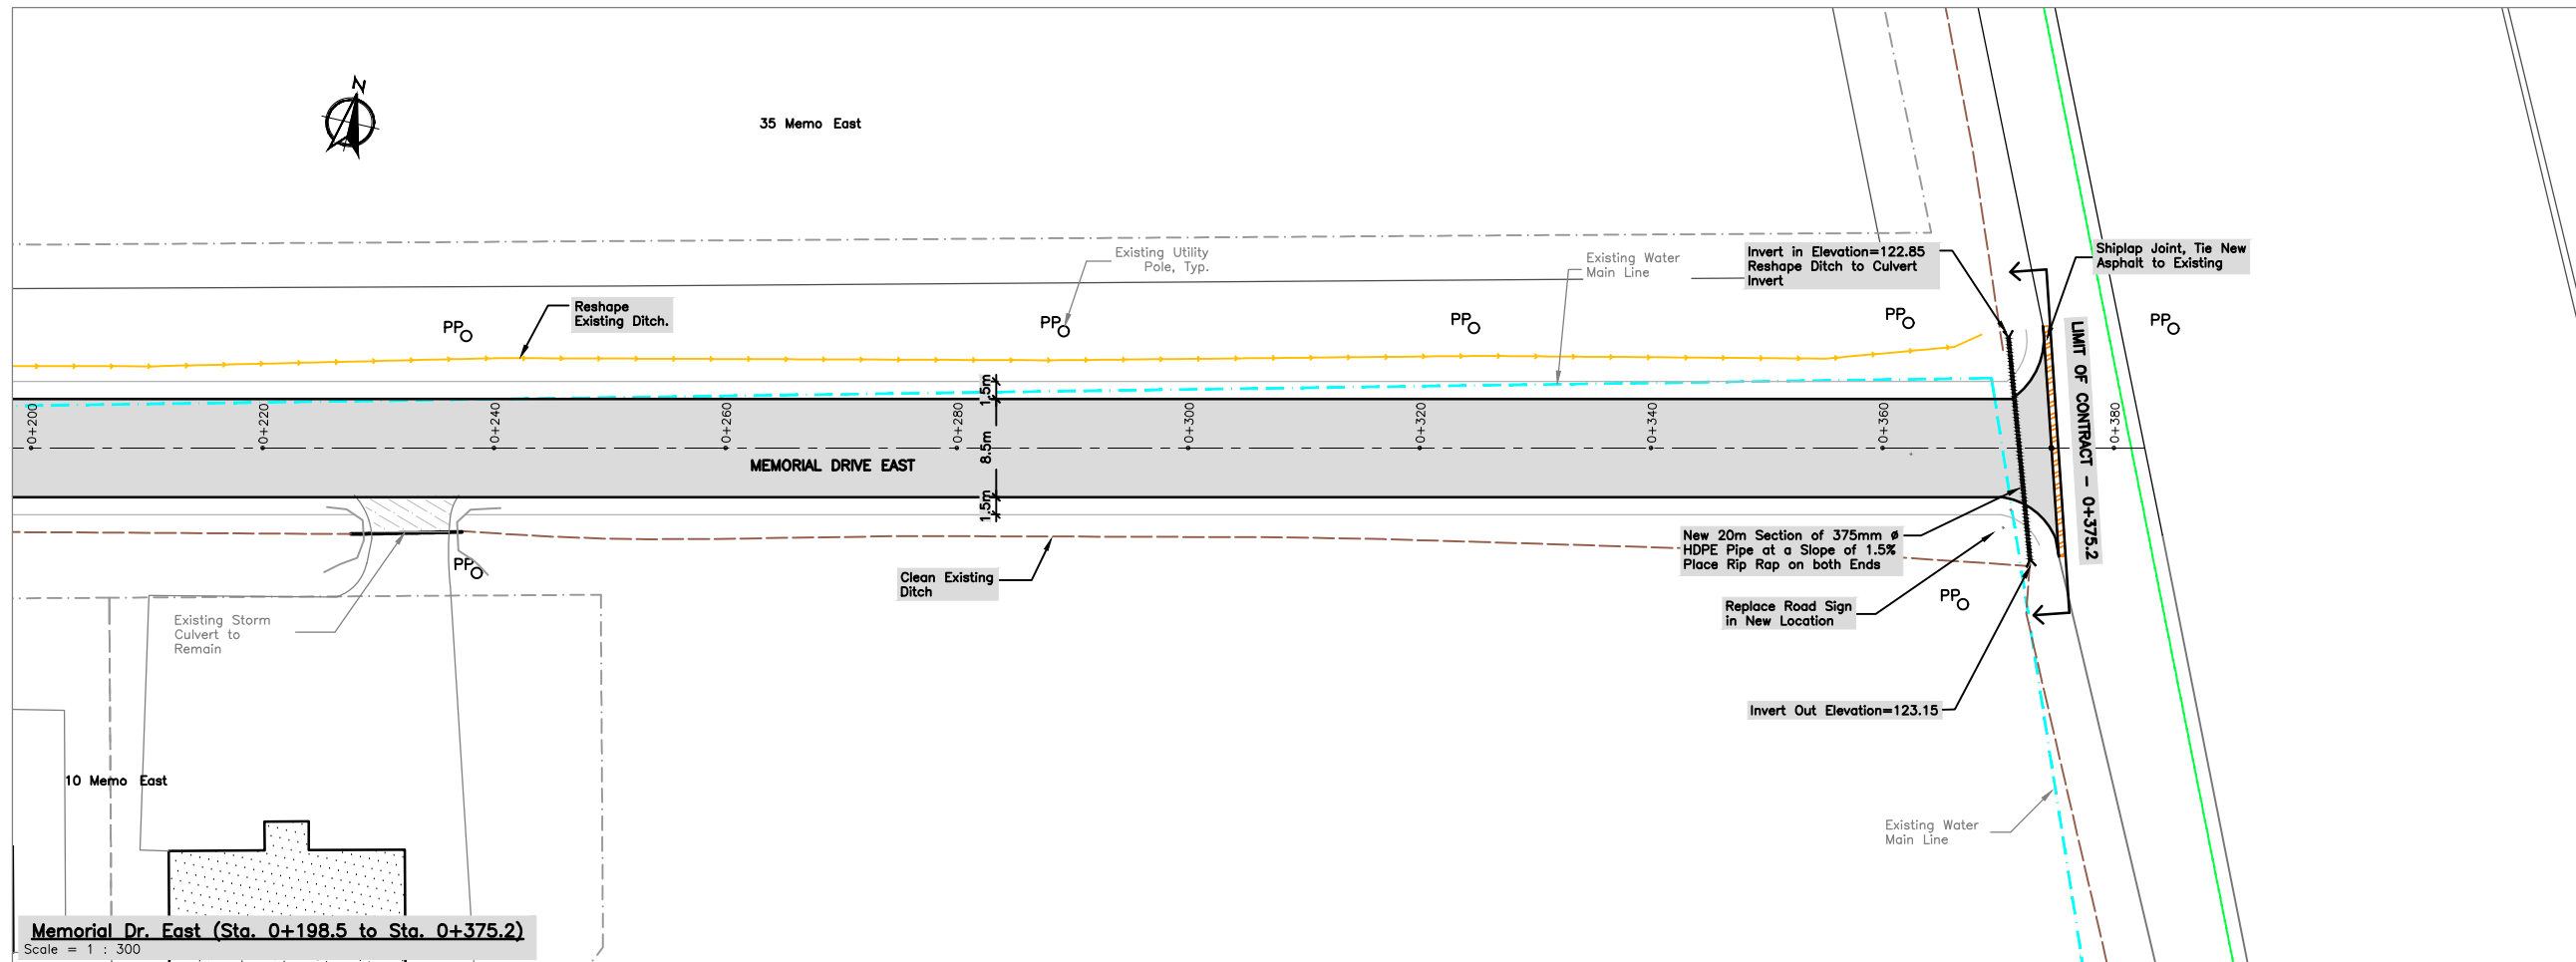 N
35 Memo East
Existing Utility
Pole, Typ.
Existing Water
Main Line
Invert in Elevation=122.85
Reshape Ditch to Culvert
Invert
Shiplap Joint, Tie New
Asphalt to Existing
Reshape
Existing Ditch.
PP
PP
PP
PP
PP
LIMIT OF CONTRACT - 0+375.2
1.5m
8.5m
1.5m
0+200
0+220
0+240
0+260
0+280
0+300
0+320
0+340
0+360
0+380
MEMORIAL DRIVE EAST
New 20m Section of 375mm ø
HDPE Pipe at a Slope of 1.5%
Place Rip Rap on both Ends
Clean Existing
Ditch
PP
PP
Replace Road Sign
in New Location
Existing Storm
Culvert to
Remain
Invert Out Elevation=123.15
10 Memo East
Existing Water
Main Line
Memorial Dr. East (Sta. 0+198.5 to Sta. 0+375.2)
Scale = 1 : 300